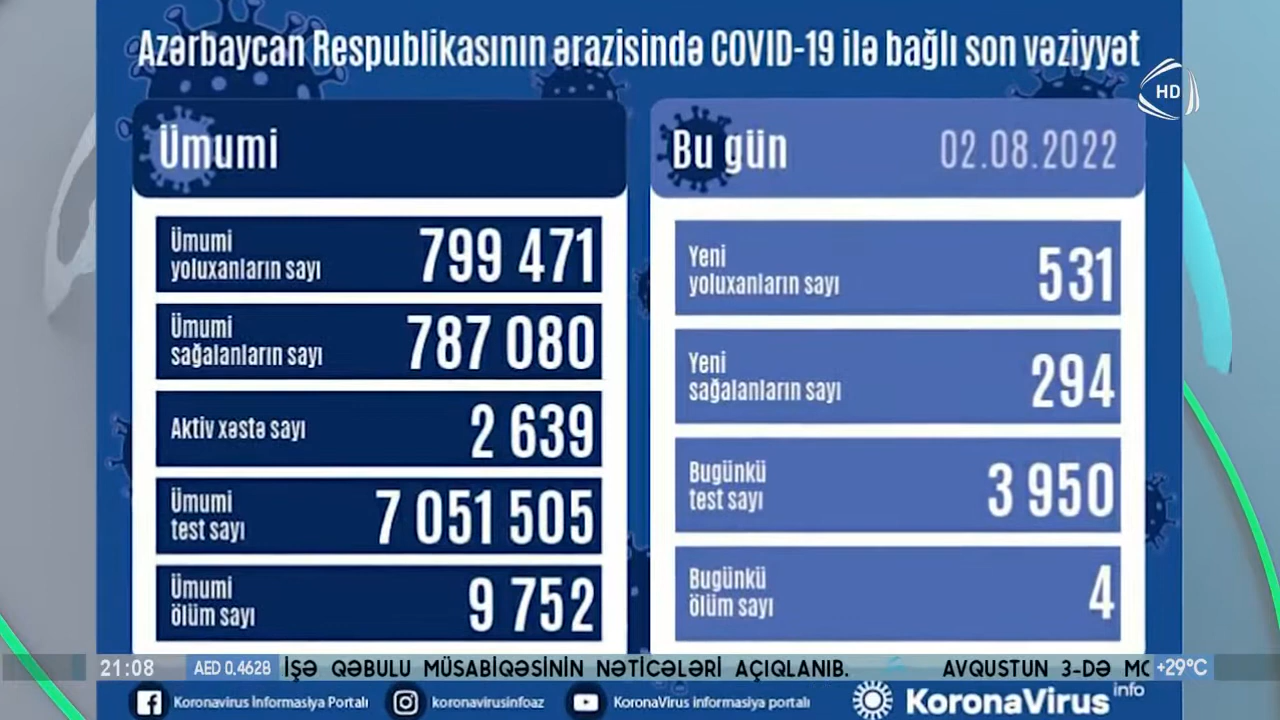 Azərbaycan Respublikasının ərazisində COVID-19 ilə bağlı son vəziyyət
HD
Ümumi
Ümumi
yoluxanların sayı
799 471
Ümumi
sağalanların sayı
787 080
Aktiv xəstə sayı
2 639
Ümumi
test sayı
7 051 505
Ümumi
ölüm sayı
9 752
Bu gün
02.08.2022
Yeni
yoluxanların sayı
531
Yeni
sağalanların sayı
294
Bugünkü
test sayı
3 950
Bugünkü
ölüm sayı
4
21:08 AED 0.4628 İŞƏ QƏBULU MÜSABİQƏSİNİN NƏTİCƏLƏRİ AÇIQLANIB. AVQUSTUN 3-DƏ +29°C
Koronavirus İnformasiya Portalı koronavirusinfoaz KoronaVirus informasiya portalı KoronaVirus info